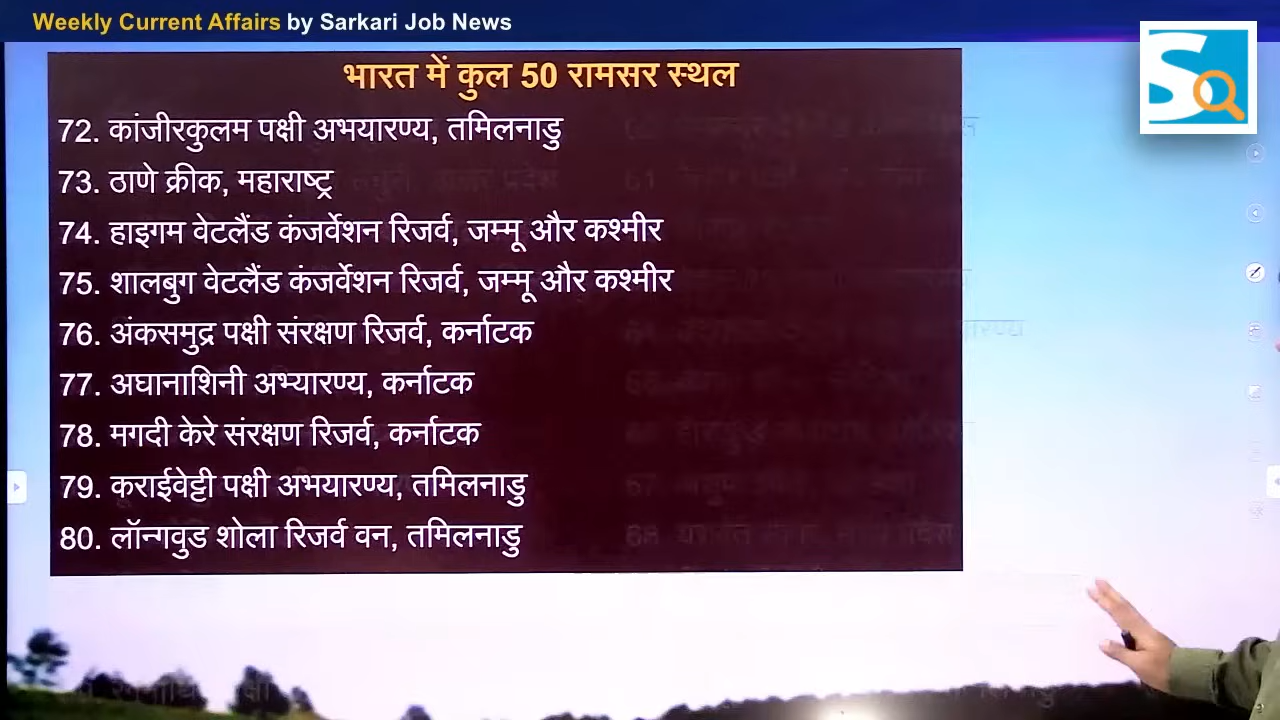 Weekly Current Affairs by Sarkari Job News
भारत में कुल 50 रामसर स्थल
72. कांजीरकुलम पक्षी अभयारण्य, तमिलनाडु
73. ठाणे क्रीक, महाराष्ट्र
74. हाइगम वेटलैंड कंजर्वेशन रिजर्व, जम्मू और कश्मीर
75. शालबुग वेटलैंड कंजर्वेशन रिजर्व, जम्मू और कश्मीर
76. अंकसमुद्र पक्षी संरक्षण रिजर्व, कर्नाटक
77. अघानाशिनी अभ्यारण्य, कर्नाटक
78. मगदी केरे संरक्षण रिजर्व, कर्नाटक
79. कराईवेट्टी पक्षी अभयारण्य, तमिलनाडु
80. लॉन्गवुड शोला रिजर्व वन, तमिलनाडु